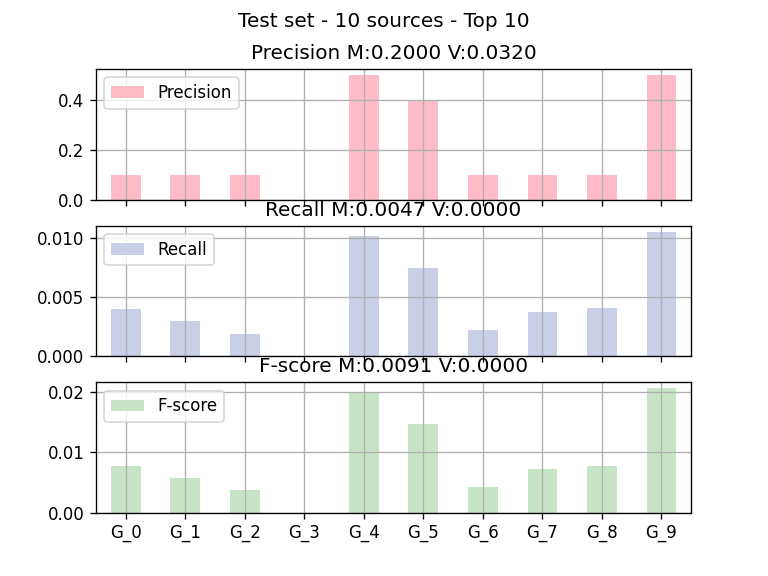 Test set - 10 sources - Top 10
Precision M:0.2000 V:0.0320
Precision
0.4
0.2
0.0
Recall M:0.0047 V:0.0000
Recall
0.010
0.005
0.000
F-score M:0.0091 V:0.0000
F-score
0.02
0.01
0.00
G_0 G_1 G_2 G_3 G_4 G_5 G_6 G_7 G_8 G_9